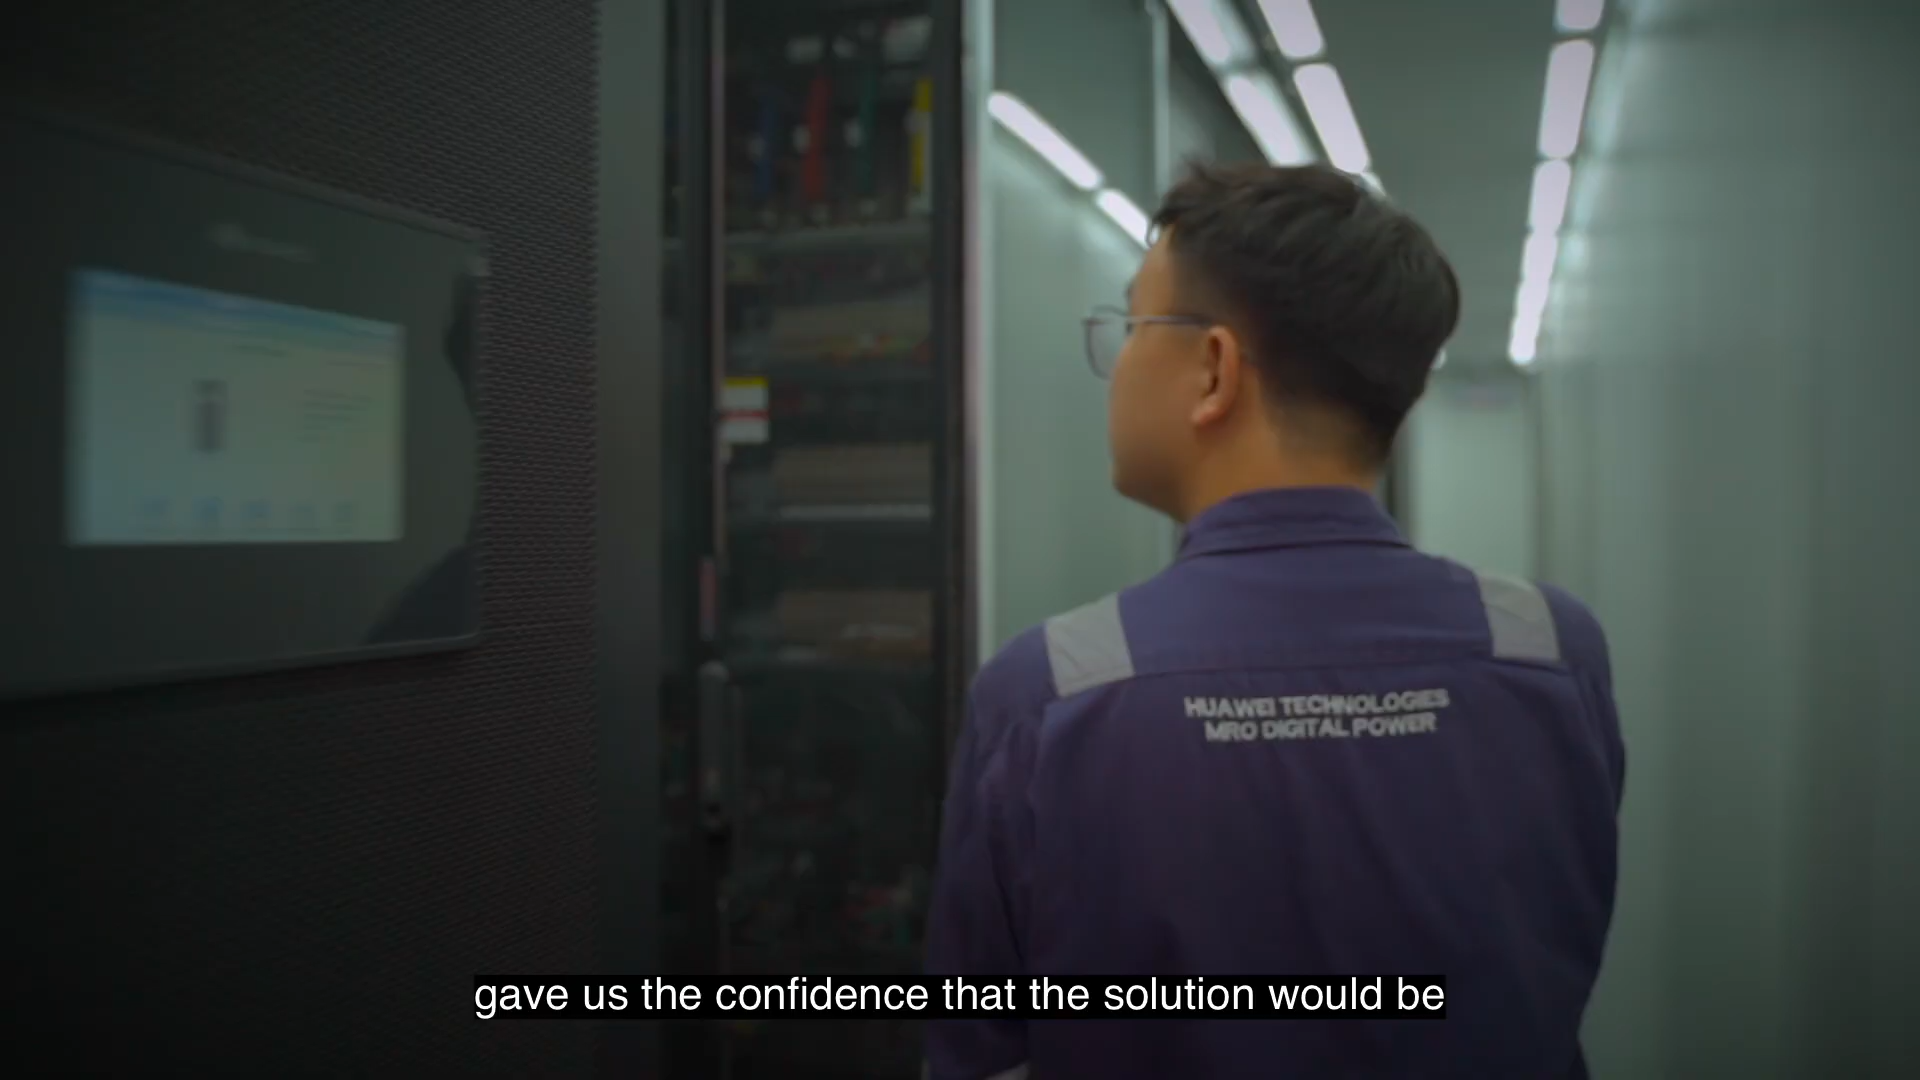 HUAWEI TECHNOLOGIES
MRO DIGITAL POWER
gave us the confidence that the solution would be